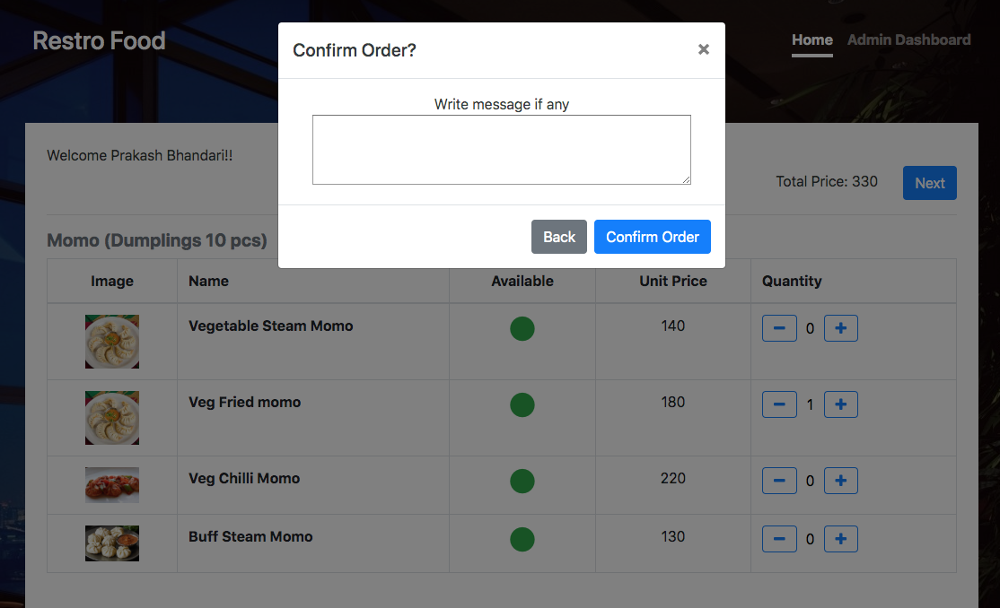 Restro Food
Home Admin Dashboard
Confirm Order?
×
Write message if any
Back Confirm Order
Welcome Prakash Bhandari!!
Total Price: 330 Next
Momo (Dumplings 10 pcs)
Image Name Available Unit Price Quantity
Vegetable Steam Momo 140 − 0 +
Veg Fried momo 180 − 1 +
Veg Chilli Momo 220 − 0 +
Buff Steam Momo 130 − 0 +